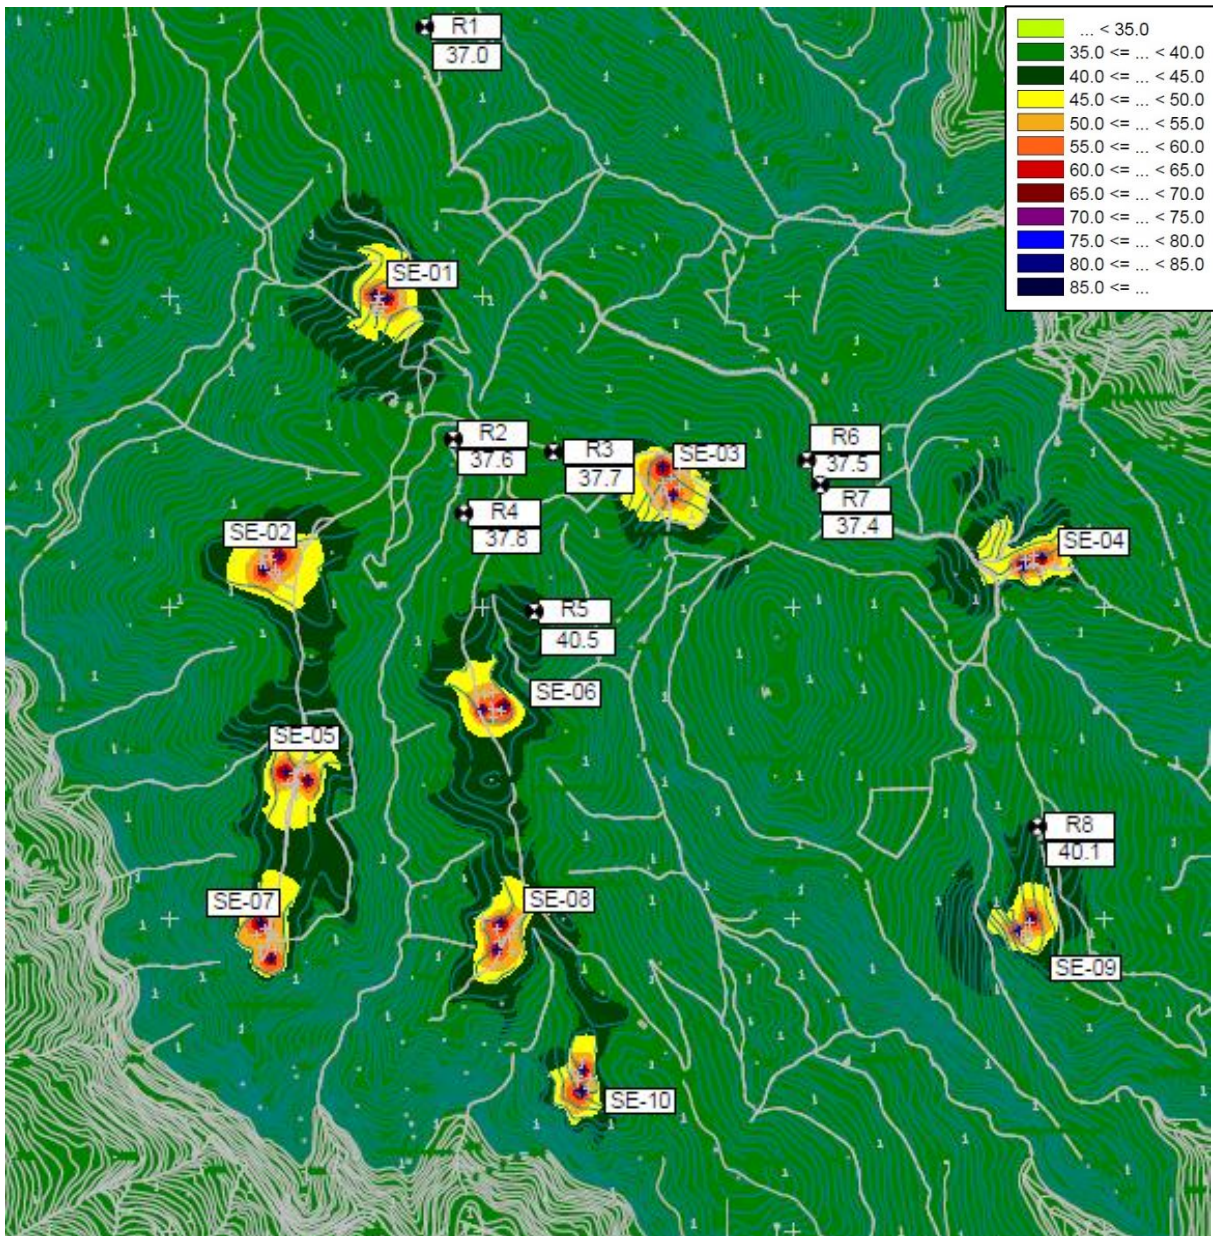 R1
37.0
... < 35.0
35.0 <= ... < 40.0
40.0 <= ... < 45.0
45.0 <= ... < 50.0
50.0 <= ... < 55.0
55.0 <= ... < 60.0
60.0 <= ... < 65.0
65.0 <= ... < 70.0
70.0 <= ... < 75.0
75.0 <= ... < 80.0
80.0 <= ... < 85.0
85.0 <= ...
SE-01
R2
37.6
R3
37.7
SE-03
R6
37.5
R7
37.4
R4
37.8
SE-02
SE-04
R5
40.5
SE-06
SE-05
R8
40.1
SE-07
SE-08
SE-09
SE-10